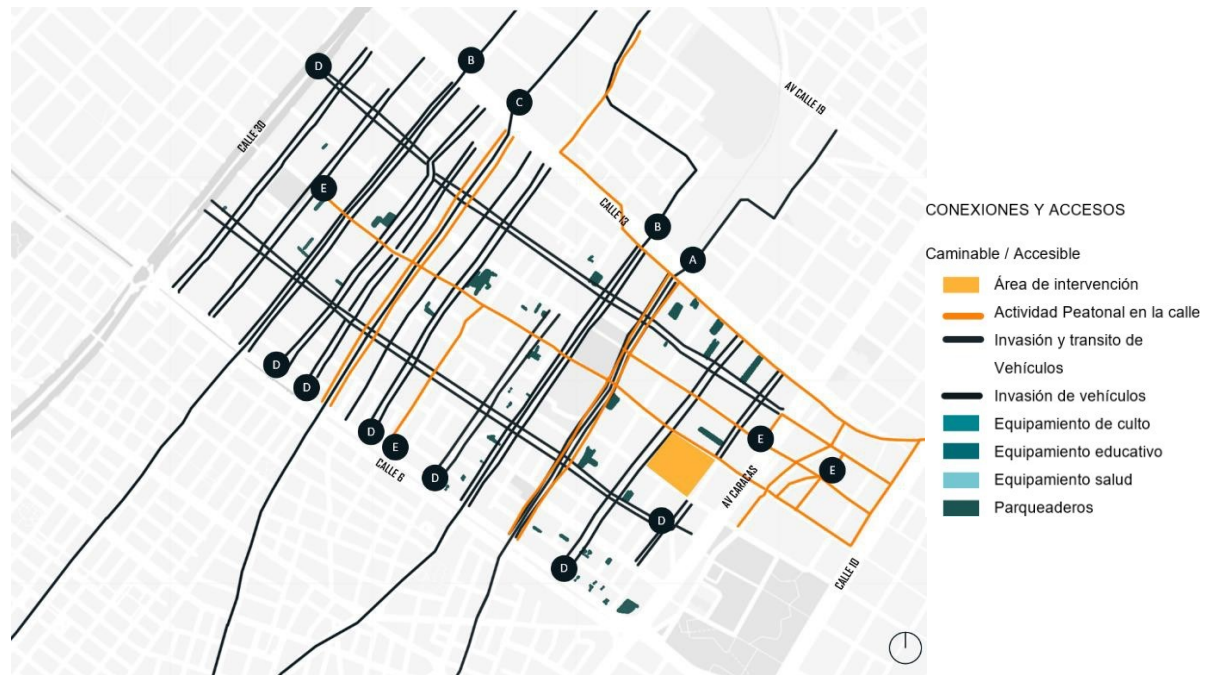 D
B
C
AV CALLE 19
CALLE 30
E
CALLE 13
B
A
D
D
D
E
CALLE 6
D
E
E
AV CARACAS
D
D
CALLE 10
CONEXIONES Y ACCESOS
Caminable / Accesible
Área de intervención
Actividad Peatonal en la calle
Invasión y transito de
Vehículos
Invasión de vehículos
Equipamiento de culto
Equipamiento educativo
Equipamiento salud
Parqueaderos